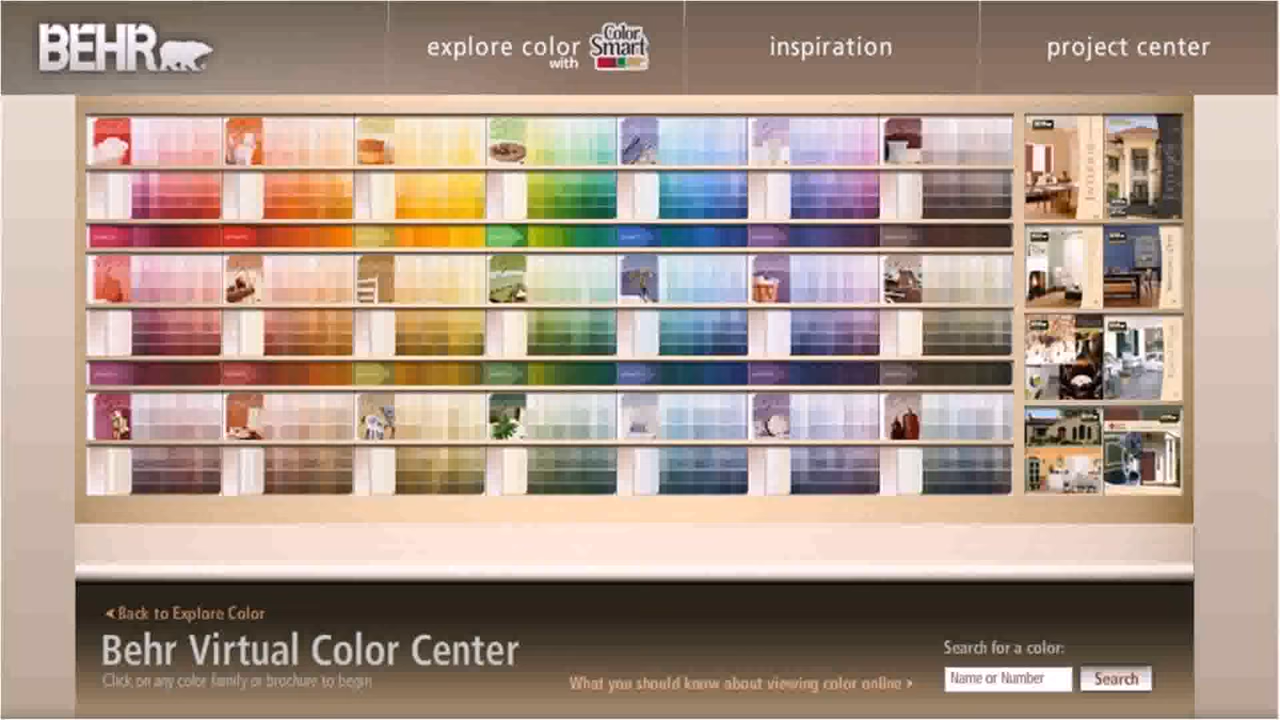 BEHR
explore color
with
Color
Smart
inspiration
project center
INTERIOR
Back to Explore Color
Behr Virtual Color Center
Click on any color family or brochure to begin
What you should know about viewing color online
Search for a color:
Name or Number
Search